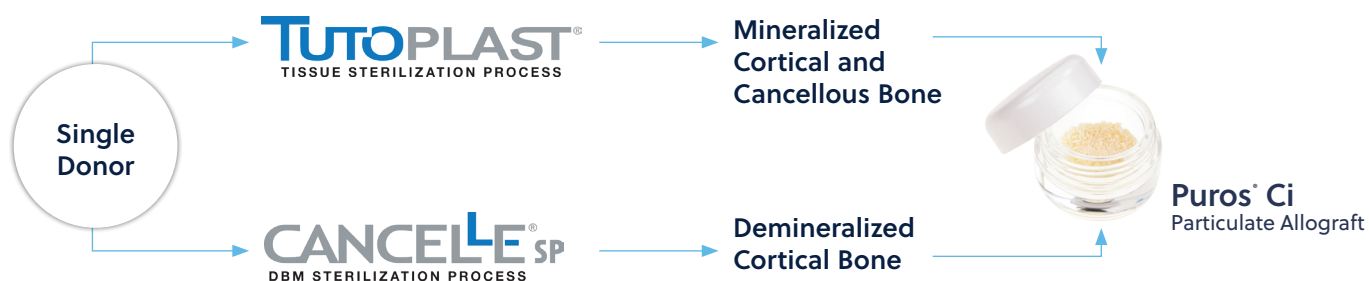 Single
Donor
TUTOPLAST®
TISSUE STERILIZATION PROCESS
Mineralized
Cortical and
Cancellous Bone
CANCELLE® SP
DBM STERILIZATION PROCESS
Demineralized
Cortical Bone
Puros® Ci
Particulate Allograft